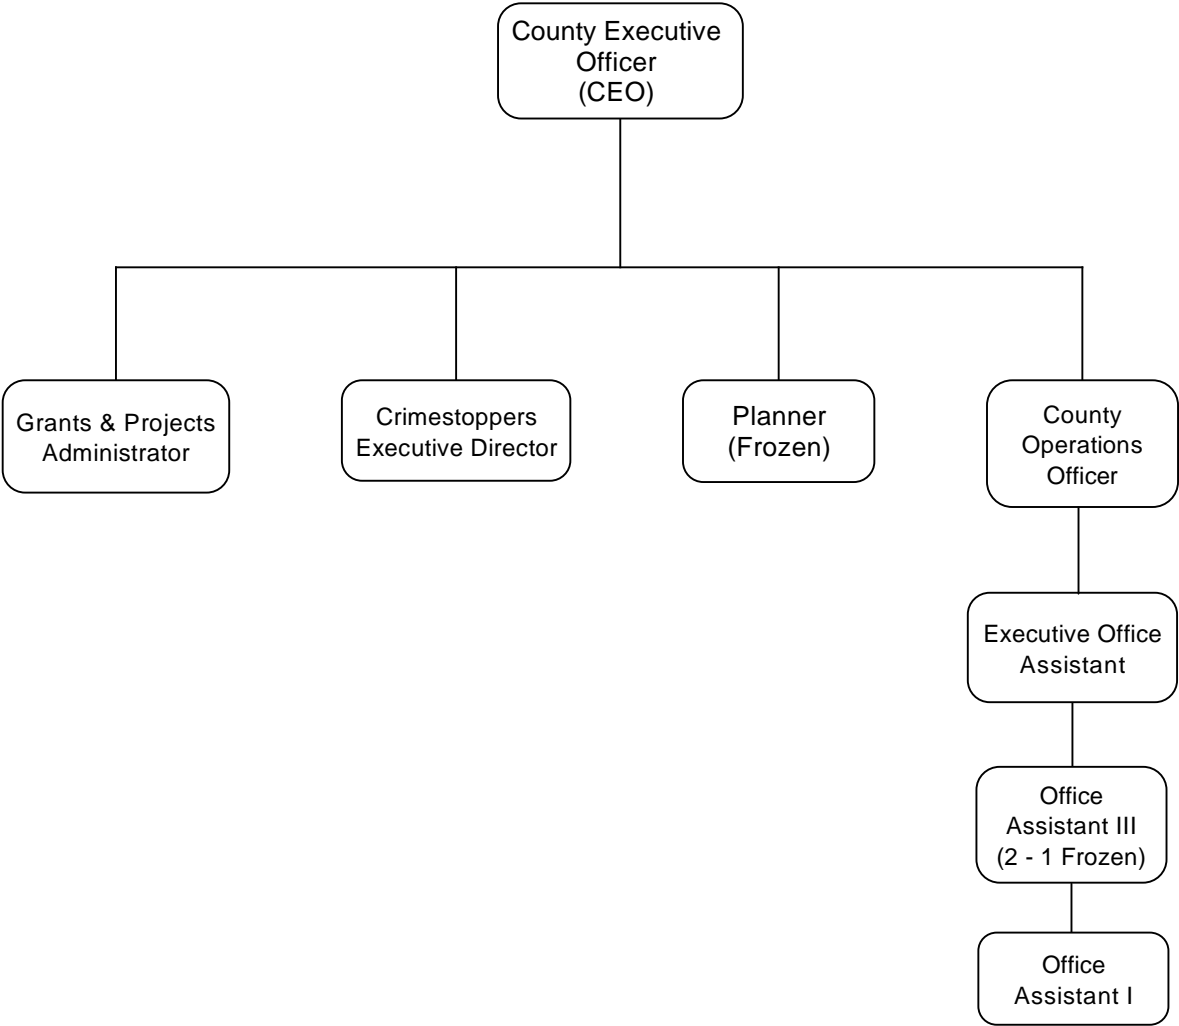 County Executive
Officer
(CEO)
Grants & Projects
Administrator
Crimestoppers
Executive Director
Planner
(Frozen)
County
Operations
Officer
Executive Office
Assistant
Office
Assistant III
(2 - 1 Frozen)
Office
Assistant I